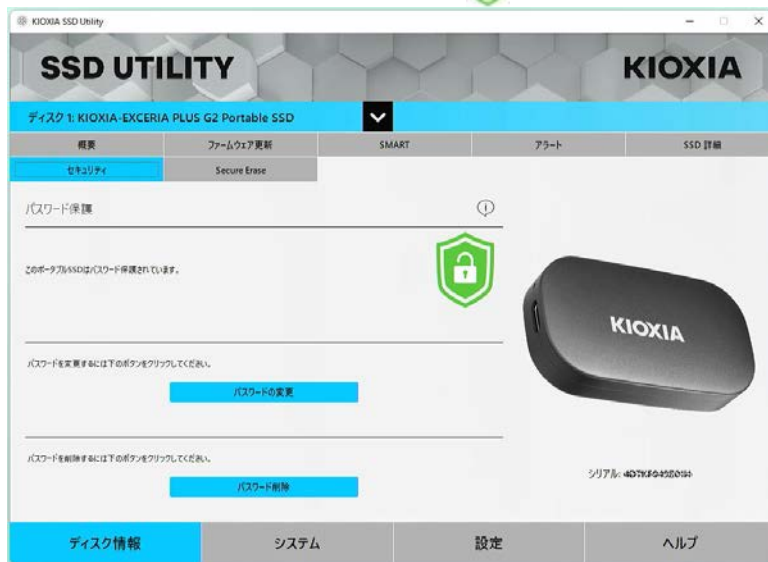 KIOXIA SSD Utility
SSD UTILITY
KIOXIA
ディスク 1: KIOXIA-EXCERIA PLUS G2 Portable SSD
概要 ファームウェア更新 SMART アラート SSD 詳細
セキュリティ Secure Erase
パスワード保護
このポータブルSSDはパスワード保護されています。
KIOXIA
パスワードを変更するには下のボタンをクリックしてください。
パスワードの変更
パスワードを削除するには下のボタンをクリックしてください。
シリアル:
パスワード削除
ディスク情報 システム 設定 ヘルプ